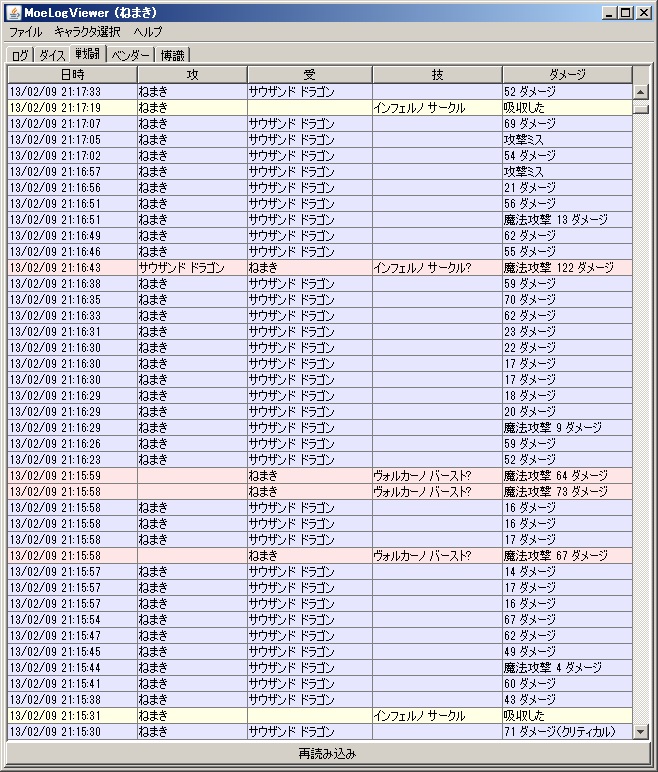 MoeLogViewer (ねまき)
ファイル キャラクタ選択 ヘルプ
ログ ダイス 戦闘 ベンダー 博識
日時 攻 受 技 ダメージ
13/02/09 21:17:33 ねまき サウザンド ドラゴン 52 ダメージ
13/02/09 21:17:19 ねまき インフェルノ サークル 吸収した
13/02/09 21:17:07 ねまき サウザンド ドラゴン 69 ダメージ
13/02/09 21:17:05 ねまき サウザンド ドラゴン 攻撃ミス
13/02/09 21:17:02 ねまき サウザンド ドラゴン 54 ダメージ
13/02/09 21:16:57 ねまき サウザンド ドラゴン 攻撃ミス
13/02/09 21:16:56 ねまき サウザンド ドラゴン 21 ダメージ
13/02/09 21:16:51 ねまき サウザンド ドラゴン 56 ダメージ
13/02/09 21:16:51 ねまき サウザンド ドラゴン 魔法攻撃 13 ダメージ
13/02/09 21:16:49 ねまき サウザンド ドラゴン 62 ダメージ
13/02/09 21:16:46 ねまき サウザンド ドラゴン 55 ダメージ
13/02/09 21:16:43 サウザンド ドラゴン ねまき インフェルノ サークル? 魔法攻撃 122 ダメージ
13/02/09 21:16:38 ねまき サウザンド ドラゴン 59 ダメージ
13/02/09 21:16:35 ねまき サウザンド ドラゴン 70 ダメージ
13/02/09 21:16:33 ねまき サウザンド ドラゴン 62 ダメージ
13/02/09 21:16:31 ねまき サウザンド ドラゴン 23 ダメージ
13/02/09 21:16:30 ねまき サウザンド ドラゴン 22 ダメージ
13/02/09 21:16:30 ねまき サウザンド ドラゴン 17 ダメージ
13/02/09 21:16:30 ねまき サウザンド ドラゴン 17 ダメージ
13/02/09 21:16:29 ねまき サウザンド ドラゴン 18 ダメージ
13/02/09 21:16:29 ねまき サウザンド ドラゴン 20 ダメージ
13/02/09 21:16:29 ねまき サウザンド ドラゴン 魔法攻撃 9 ダメージ
13/02/09 21:16:26 ねまき サウザンド ドラゴン 59 ダメージ
13/02/09 21:16:23 ねまき サウザンド ドラゴン 52 ダメージ
13/02/09 21:15:59 ねまき ヴォルカーノ バースト? 魔法攻撃 64 ダメージ
13/02/09 21:15:58 ねまき ヴォルカーノ バースト? 魔法攻撃 73 ダメージ
13/02/09 21:15:58 ねまき サウザンド ドラゴン 16 ダメージ
13/02/09 21:15:58 ねまき サウザンド ドラゴン 16 ダメージ
13/02/09 21:15:58 ねまき サウザンド ドラゴン 17 ダメージ
13/02/09 21:15:58 ねまき ヴォルカーノ バースト? 魔法攻撃 67 ダメージ
13/02/09 21:15:57 ねまき サウザンド ドラゴン 14 ダメージ
13/02/09 21:15:57 ねまき サウザンド ドラゴン 17 ダメージ
13/02/09 21:15:57 ねまき サウザンド ドラゴン 16 ダメージ
13/02/09 21:15:54 ねまき サウザンド ドラゴン 67 ダメージ
13/02/09 21:15:47 ねまき サウザンド ドラゴン 62 ダメージ
13/02/09 21:15:45 ねまき サウザンド ドラゴン 49 ダメージ
13/02/09 21:15:44 ねまき サウザンド ドラゴン 魔法攻撃 4 ダメージ
13/02/09 21:15:41 ねまき サウザンド ドラゴン 60 ダメージ
13/02/09 21:15:38 ねまき サウザンド ドラゴン 43 ダメージ
13/02/09 21:15:31 ねまき インフェルノ サークル 吸収した
13/02/09 21:15:30 ねまき サウザンド ドラゴン 71 ダメージ(クリティカル)
再読み込み